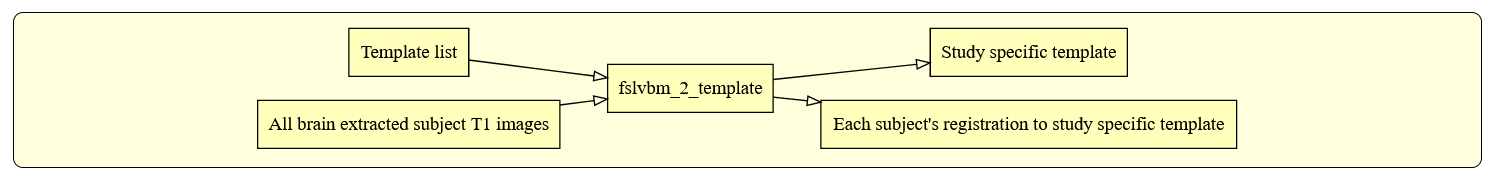 Template list
All brain extracted subject T1 images
fslvbm_2_template
Study specific template
Each subject's registration to study specific template